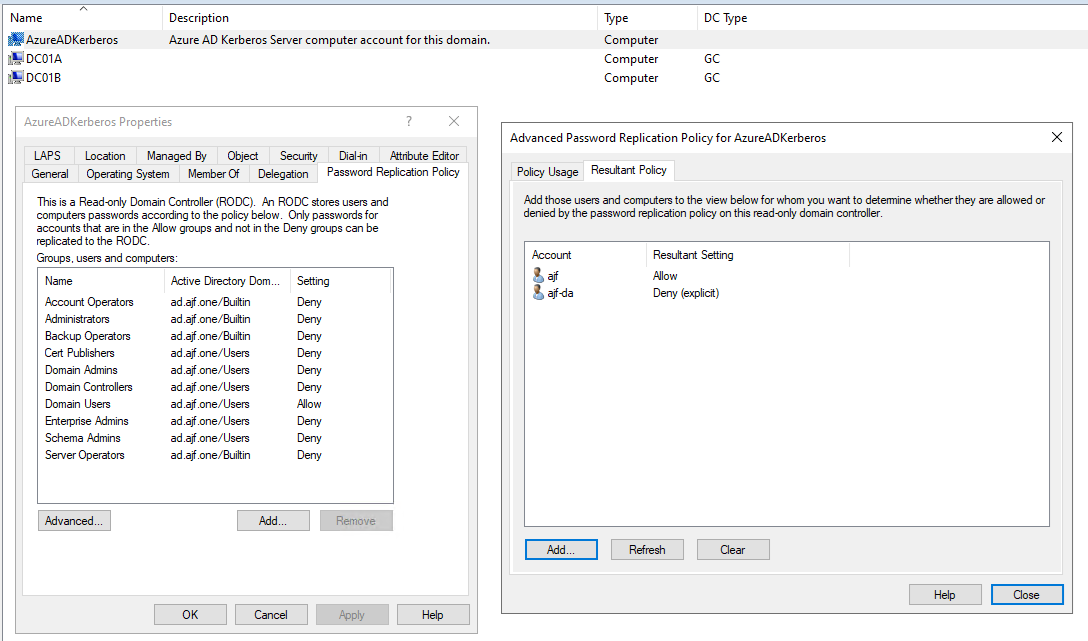 Name Description Type DC Type
AzureADKerberos Azure AD Kerberos Server computer account for this domain. Computer
DC01A Computer GC
DC01B Computer GC
AzureADKerberos Properties ?
LAPS Location Managed By Object Security Dial-in Attribute Editor
General Operating System Member Of Delegation Password Replication Policy
This is a Read-only Domain Controller (RODC). An RODC stores users and
computers passwords according to the policy below. Only passwords for
accounts that are in the Allow groups and not in the Deny groups can be
replicated to the RODC.
Groups, users and computers:
Name Active Directory Dom... Setting
Account Operators ad.ajf.one/Builtin Deny
Administrators ad.ajf.one/Builtin Deny
Backup Operators ad.ajf.one/Builtin Deny
Cert Publishers ad.ajf.one/Users Deny
Domain Admins ad.ajf.one/Users Deny
Domain Controllers ad.ajf.one/Users Deny
Domain Users ad.ajf.one/Users Allow
Enterprise Admins ad.ajf.one/Users Deny
Schema Admins ad.ajf.one/Users Deny
Server Operators ad.ajf.one/Builtin Deny
Advanced... Add... Remove
OK Cancel Apply Help
Advanced Password Replication Policy for AzureADKerberos
Policy Usage Resultant Policy
Add those users and computers to the view below for whom you want to determine whether they are allowed or
denied by the password replication policy on this read-only domain controller.
Account Resultant Setting
ajf Allow
ajf-da Deny (explicit)
Add... Refresh Clear
Help Close